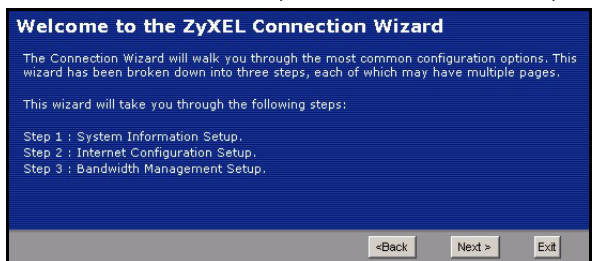 Welcome to the ZyXEL Connection Wizard
The Connection Wizard will walk you through the most common configuration options. This
wizard has been broken down into three steps, each of which may have multiple pages.
This wizard will take you through the following steps:
Step 1 : System Information Setup.
Step 2 : Internet Configuration Setup.
Step 3 : Bandwidth Management Setup.
<Back Next > Exit